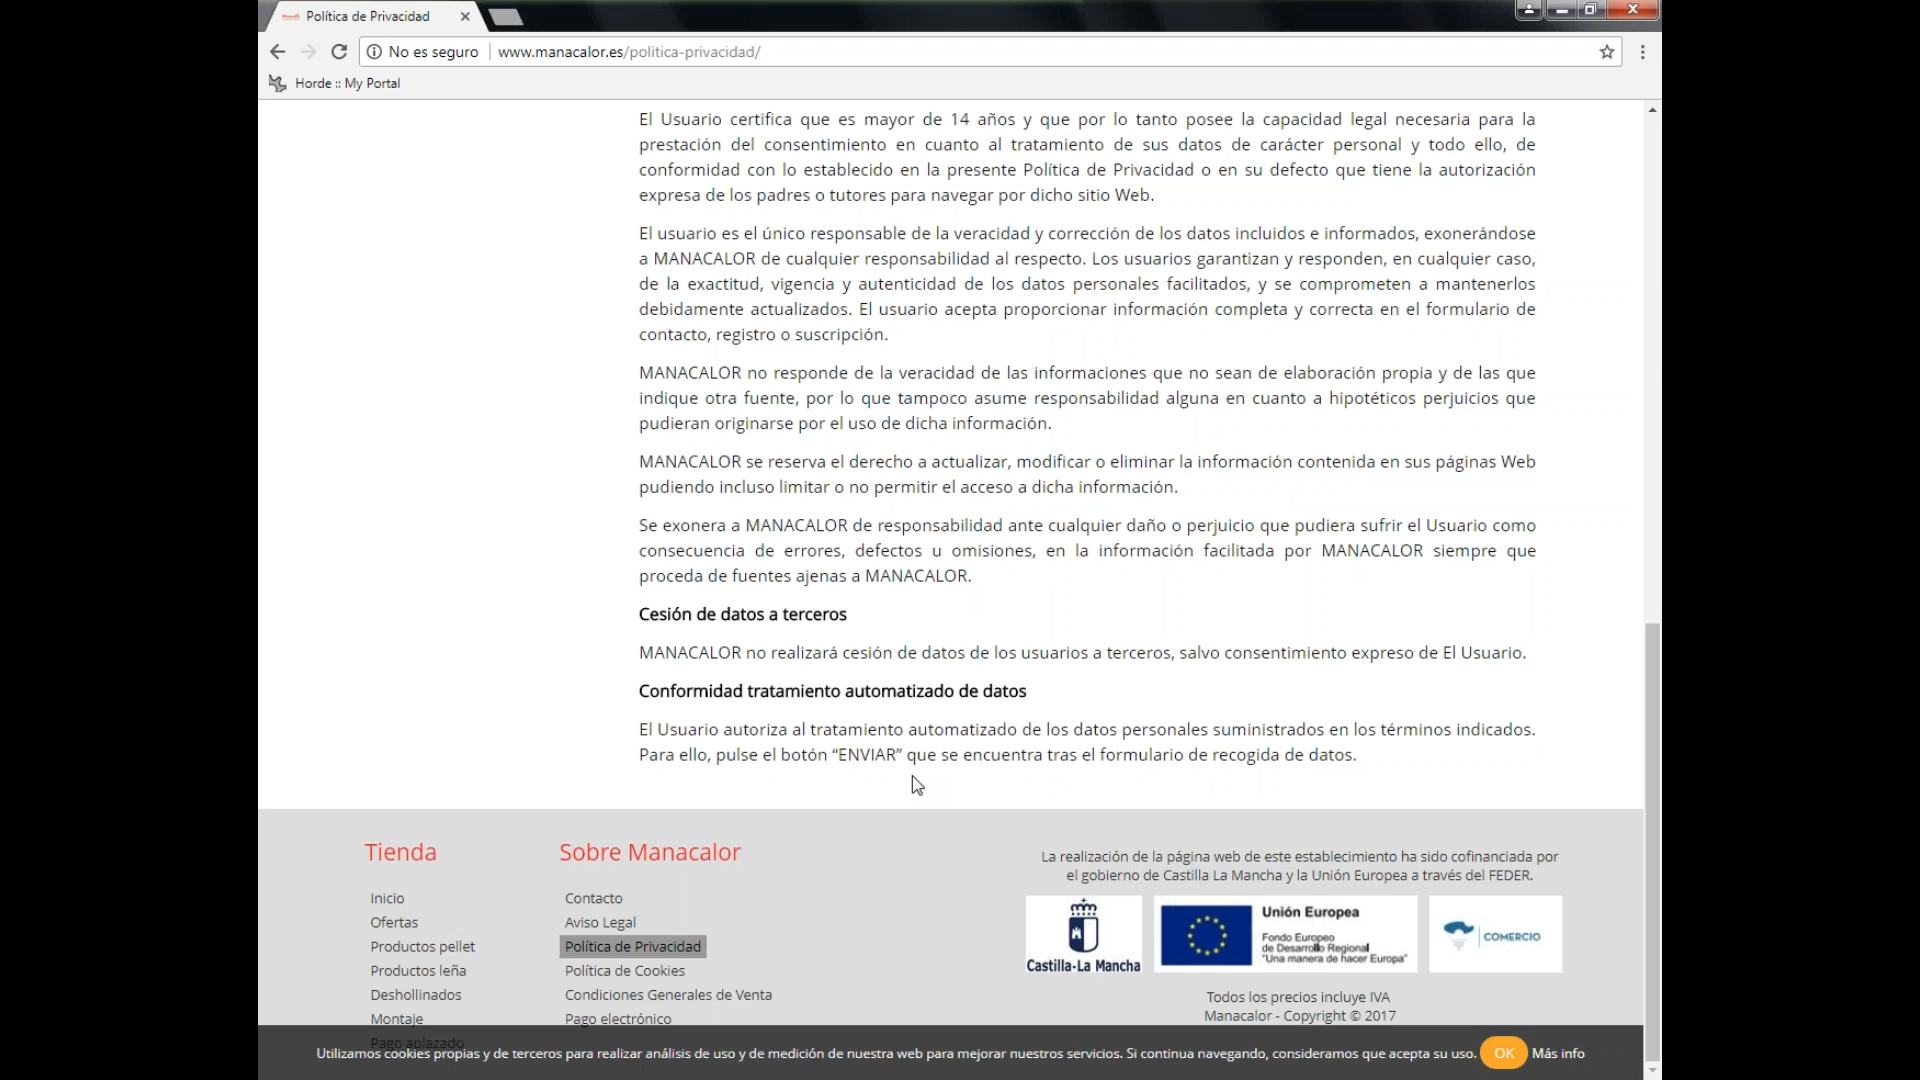 Política de Privacidad
No es seguro www.manacalor.es/politica-privacidad/
Horde :: My Portal
El Usuario certifica que es mayor de 14 años y que por lo tanto posee la capacidad legal necesaria para la
prestación del consentimiento en cuanto al tratamiento de sus datos de carácter personal y todo ello, de
conformidad con lo establecido en la presente Política de Privacidad o en su defecto que tiene la autorización
expresa de los padres o tutores para navegar por dicho sitio Web.
El usuario es el único responsable de la veracidad y corrección de los datos incluidos e informados, exonerándose
a MANACALOR de cualquier responsabilidad al respecto. Los usuarios garantizan y responden, en cualquier caso,
de la exactitud, vigencia y autenticidad de los datos personales facilitados, y se comprometen a mantenerlos
debidamente actualizados. El usuario acepta proporcionar información completa y correcta en el formulario de
contacto, registro o suscripción.
MANACALOR no responde de la veracidad de las informaciones que no sean de elaboración propia y de las que
indique otra fuente, por lo que tampoco asume responsabilidad alguna en cuanto a hipotéticos perjuicios que
pudieran originarse por el uso de dicha información.
MANACALOR se reserva el derecho a actualizar, modificar o eliminar la información contenida en sus páginas Web
pudiendo incluso limitar o no permitir el acceso a dicha información.
Se exonera a MANACALOR de responsabilidad ante cualquier daño o perjuicio que pudiera sufrir el Usuario como
consecuencia de errores, defectos u omisiones, en la información facilitada por MANACALOR siempre que
proceda de fuentes ajenas a MANACALOR.
Cesión de datos a terceros
MANACALOR no realizará cesión de datos de los usuarios a terceros, salvo consentimiento expreso de El Usuario.
Conformidad tratamiento automatizado de datos
El Usuario autoriza al tratamiento automatizado de los datos personales suministrados en los términos indicados.
Para ello, pulse el botón “ENVIAR” que se encuentra tras el formulario de recogida de datos.
Tienda
Inicio
Ofertas
Productos pellet
Productos leña
Deshollinados
Montaje
Pago aplazado
Sobre Manacalor
Contacto
Aviso Legal
Política de Privacidad
Política de Cookies
Condiciones Generales de Venta
Pago electrónico
La realización de la página web de este establecimiento ha sido cofinanciada por
el gobierno de Castilla La Mancha y la Unión Europea a través del FEDER.
Castilla-La Mancha
Unión Europea
Fondo Europeo
de Desarrollo Regional
"Una manera de hacer Europa"
COMERCIO
Todos los precios incluye IVA
Manacalor - Copyright © 2017
Utilizamos cookies propias y de terceros para realizar análisis de uso y de medición de nuestra web para mejorar nuestros servicios. Si continua navegando, consideramos que acepta su uso. OK Más info